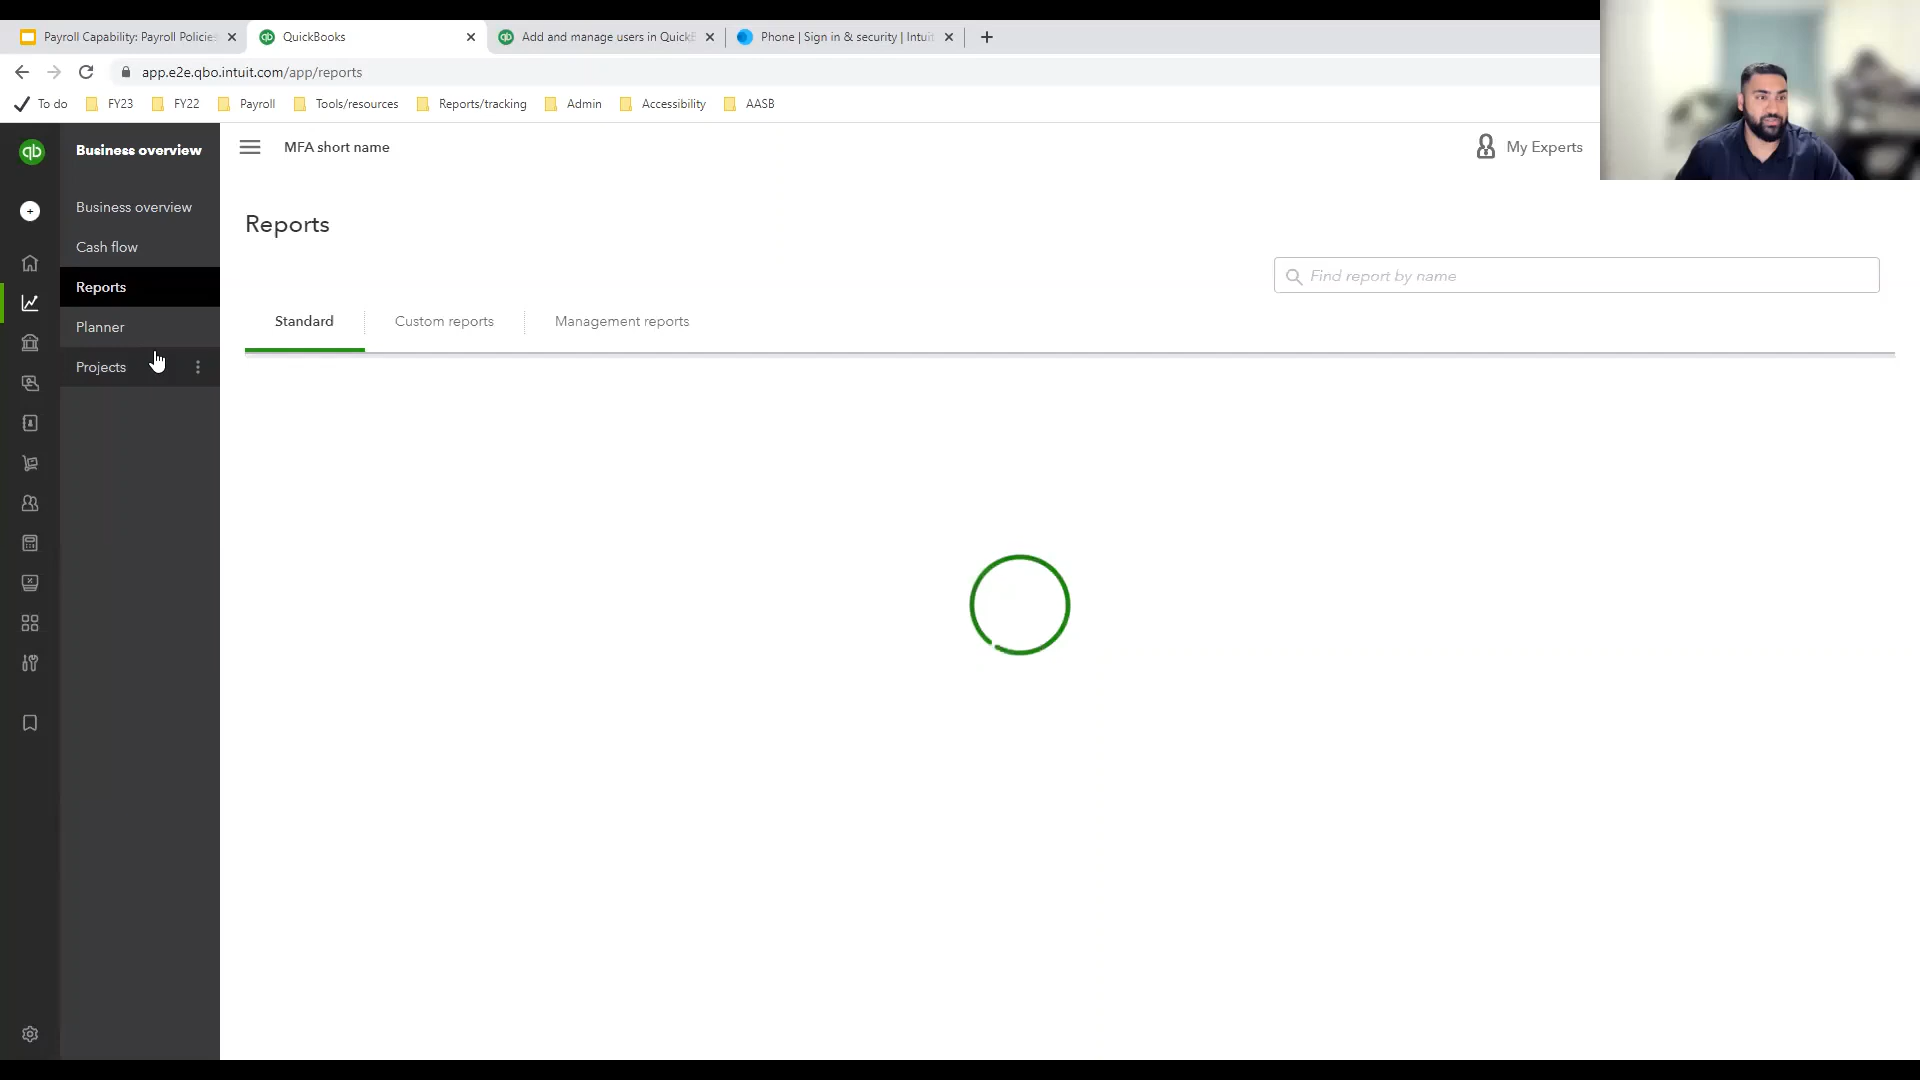 Payroll Capability: Payroll Policies
QuickBooks
Add and manage users in QuickB
Phone | Sign in & security | Intuit
app.e2e.qbo.intuit.com/app/reports
To do
FY23
FY22
Payroll
Tools/resources
Reports/tracking
Admin
Accessibility
AASB
qb
Business overview
MFA short name
My Experts
Business overview
Cash flow
Reports
Planner
Projects
Reports
Find report by name
Standard
Custom reports
Management reports